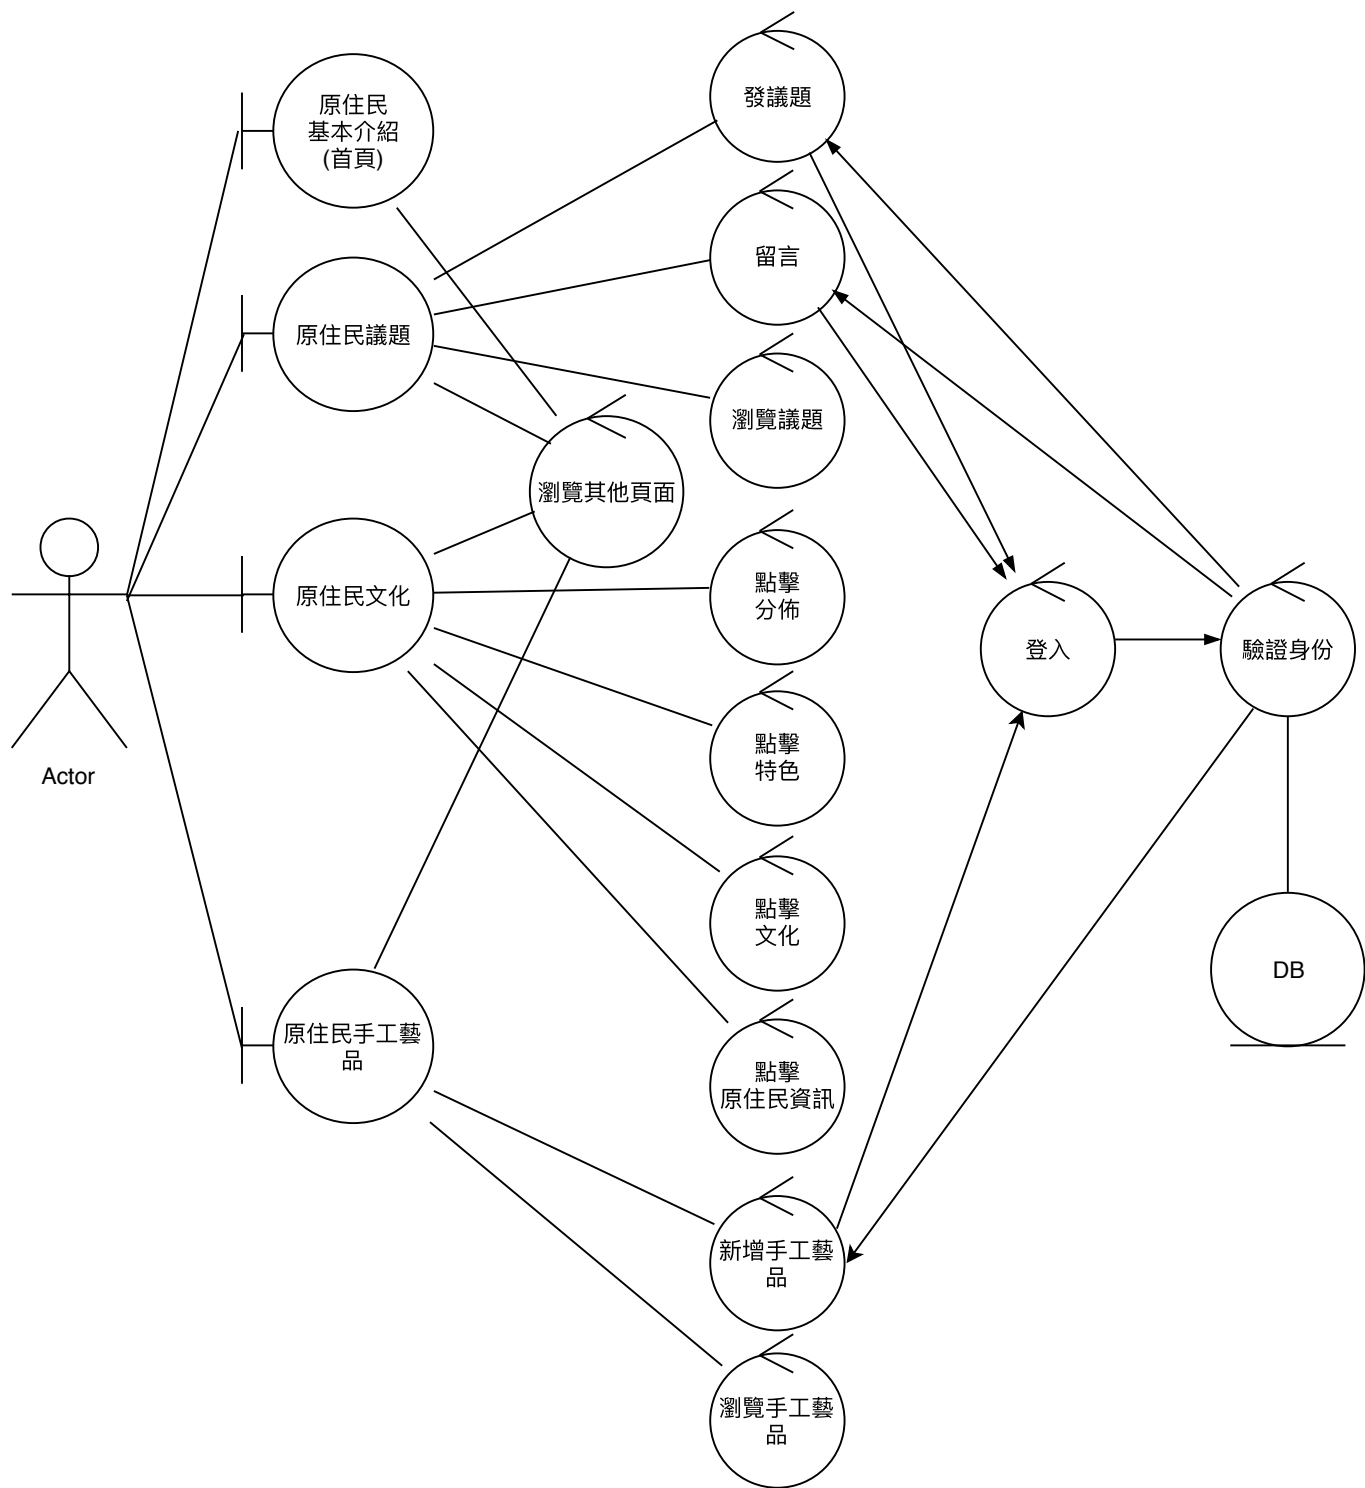 發議題
原住民
基本介紹
(首頁)
留言
原住民議題
瀏覽議題
瀏覽其他頁面
原住民文化
點擊
分佈
登入
驗證身份
點擊
特色
Actor
點擊
文化
DB
原住民手工藝
品
點擊
原住民資訊
新增手工藝
品
瀏覽手工藝
品